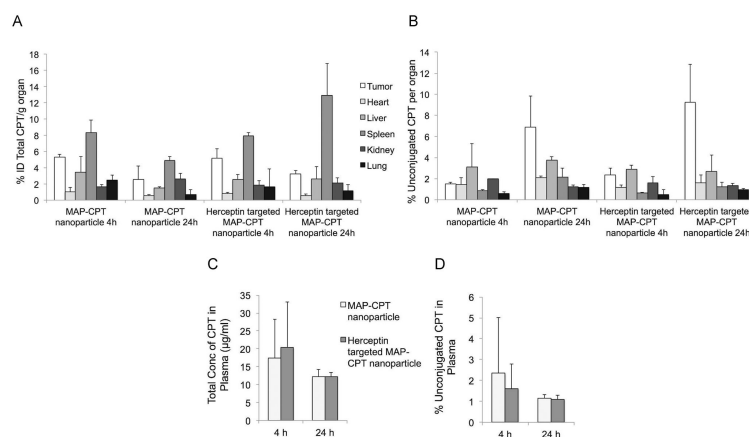 A
% ID Total CPT/g organ
18
16
14
12
10
8
6
4
2
0
MAP-CPT
nanoparticle 4h
MAP-CPT
nanoparticle 24h
Herceptin targeted
MAP-CPT
nanoparticle 4h
Herceptin targeted
MAP-CPT
nanoparticle 24h
Tumor
Heart
Liver
Spleen
Kidney
Lung
B
% Unconjugated CPT per organ
14
12
10
8
6
4
2
0
MAP-CPT
nanoparticle 4h
MAP-CPT
nanoparticle 24h
Herceptin targeted
MAP-CPT
nanoparticle 4h
Herceptin targeted
MAP-CPT
nanoparticle 24h
C
Total Conc of CPT in
Plasma (µg/ml)
35
30
25
20
15
10
5
0
4 h
24 h
MAP-CPT
nanoparticle
Herceptin
targeted MAP-
CPT nanoparticle
D
% Unconjugated CPT in
Plasma
6
5
4
3
2
1
0
4 h
24 h